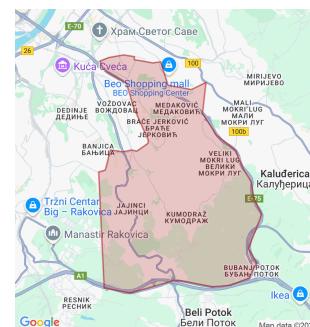 E-70
Храм Светог Саве
26
Kuća Cveća
100
Beo Shopping mall
BEO Shopping Center
MIRIJEVO
МИРИЈЕВО
VOŽDOVAC
ВОЖДОВАЦ
MEDAKOVIĆ
МЕДАКОВИЋ
MALI
MOKRI LUG
МАЛИ
МОКРИ ЛУГ
DEDINJE
ДЕДИЊЕ
BRAĆE JERKOVIĆ
БРАЋЕ
ЈЕРКОВИЋ
100b
BANJICA
БАЊИЦА
VELIKI
MOKRI LUG
ВЕЛИКИ
МОКРИ ЛУГ
Kaluđerica
Калуђерица
E-75
Tržni Centar
Big – Rakovica
JAJINCI
ЈАЈИНЦИ
KUMODRAŽ
КУМОДРАЖ
Manastir Rakovica
BUBANJ POTOK
БУБАЊ ПОТОК
A1
Ikea
RESNIK
РЕСНИК
Beli Potok
Бели Поток
Google
Map data ©20